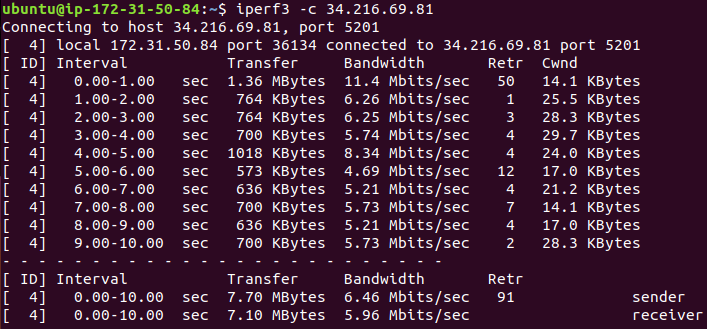 ubuntu@ip-172-31-50-84:~$ iperf3 -c 34.216.69.81
Connecting to host 34.216.69.81, port 5201
[  4] local 172.31.50.84 port 36134 connected to 34.216.69.81 port 5201
[ ID] Interval           Transfer     Bandwidth       Retr  Cwnd
[  4]   0.00-1.00   sec  1.36 MBytes  11.4 Mbits/sec   50   14.1 KBytes
[  4]   1.00-2.00   sec   764 KBytes  6.26 Mbits/sec    1   25.5 KBytes
[  4]   2.00-3.00   sec   764 KBytes  6.25 Mbits/sec    3   28.3 KBytes
[  4]   3.00-4.00   sec   700 KBytes  5.74 Mbits/sec    4   29.7 KBytes
[  4]   4.00-5.00   sec  1018 KBytes  8.34 Mbits/sec    4   24.0 KBytes
[  4]   5.00-6.00   sec   573 KBytes  4.69 Mbits/sec   12   17.0 KBytes
[  4]   6.00-7.00   sec   636 KBytes  5.21 Mbits/sec    4   21.2 KBytes
[  4]   7.00-8.00   sec   700 KBytes  5.73 Mbits/sec    7   14.1 KBytes
[  4]   8.00-9.00   sec   636 KBytes  5.21 Mbits/sec    4   17.0 KBytes
[  4]   9.00-10.00  sec   700 KBytes  5.73 Mbits/sec    2   28.3 KBytes
- - - - - - - - - - - - - - - - - - - - - - - - -
[ ID] Interval           Transfer     Bandwidth       Retr
[  4]   0.00-10.00  sec  7.70 MBytes  6.46 Mbits/sec   91             sender
[  4]   0.00-10.00  sec  7.10 MBytes  5.96 Mbits/sec                  receiver